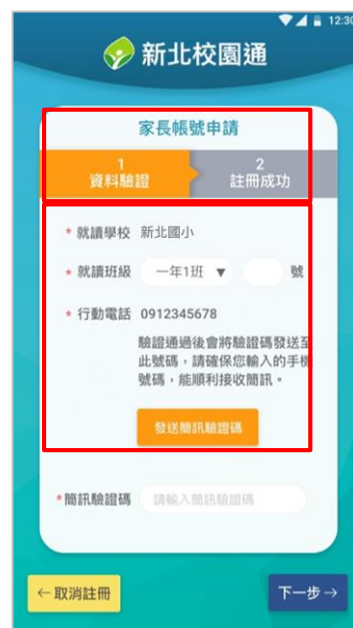 12:30
新北校園通
家長帳號申請
1 2
資料驗證 註冊成功
* 就讀學校 新北國小
* 就讀班級 一年1班 ▼ 號
* 行動電話 0912345678
驗證通過後會將驗證碼發送至
此號碼，請確保您輸入的手機
號碼，能順利接收簡訊。
發送簡訊驗證碼
*簡訊驗證碼 請輸入簡訊驗證碼
←取消註冊 下一步→